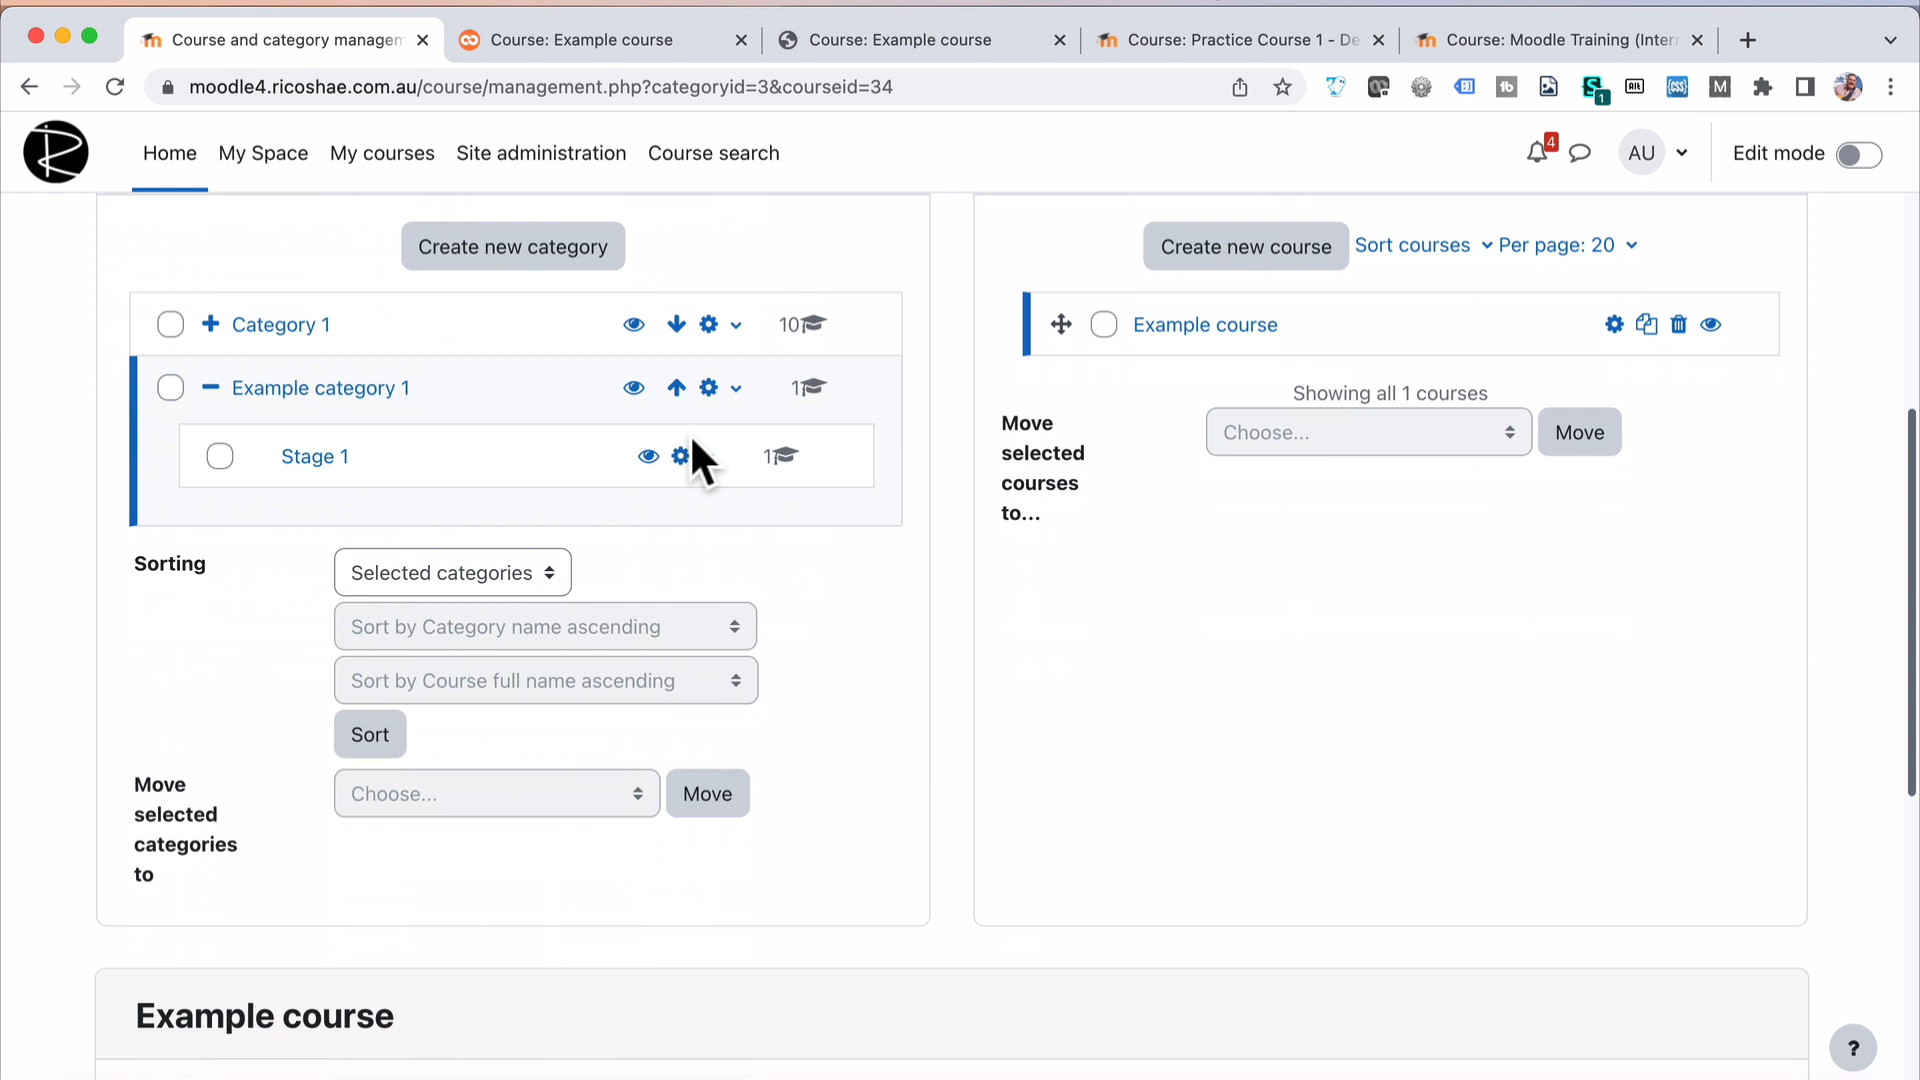 Course and category managem
Course: Example course
Course: Example course
Course: Practice Course 1 - De
Course: Moodle Training (Inter
moodle4.ricoshae.com.au/course/management.php?categoryid=3&courseid=34
Home
My Space
My courses
Site administration
Course search
4
AU
Edit mode
Create new category
Category 1
10
Example category 1
1
Stage 1
1
Sorting
Selected categories
Sort by Category name ascending
Sort by Course full name ascending
Sort
Move
selected
categories
to
Choose...
Move
Create new course
Sort courses
Per page: 20
Example course
Showing all 1 courses
Move
selected
courses
to...
Choose...
Move
Example course
?